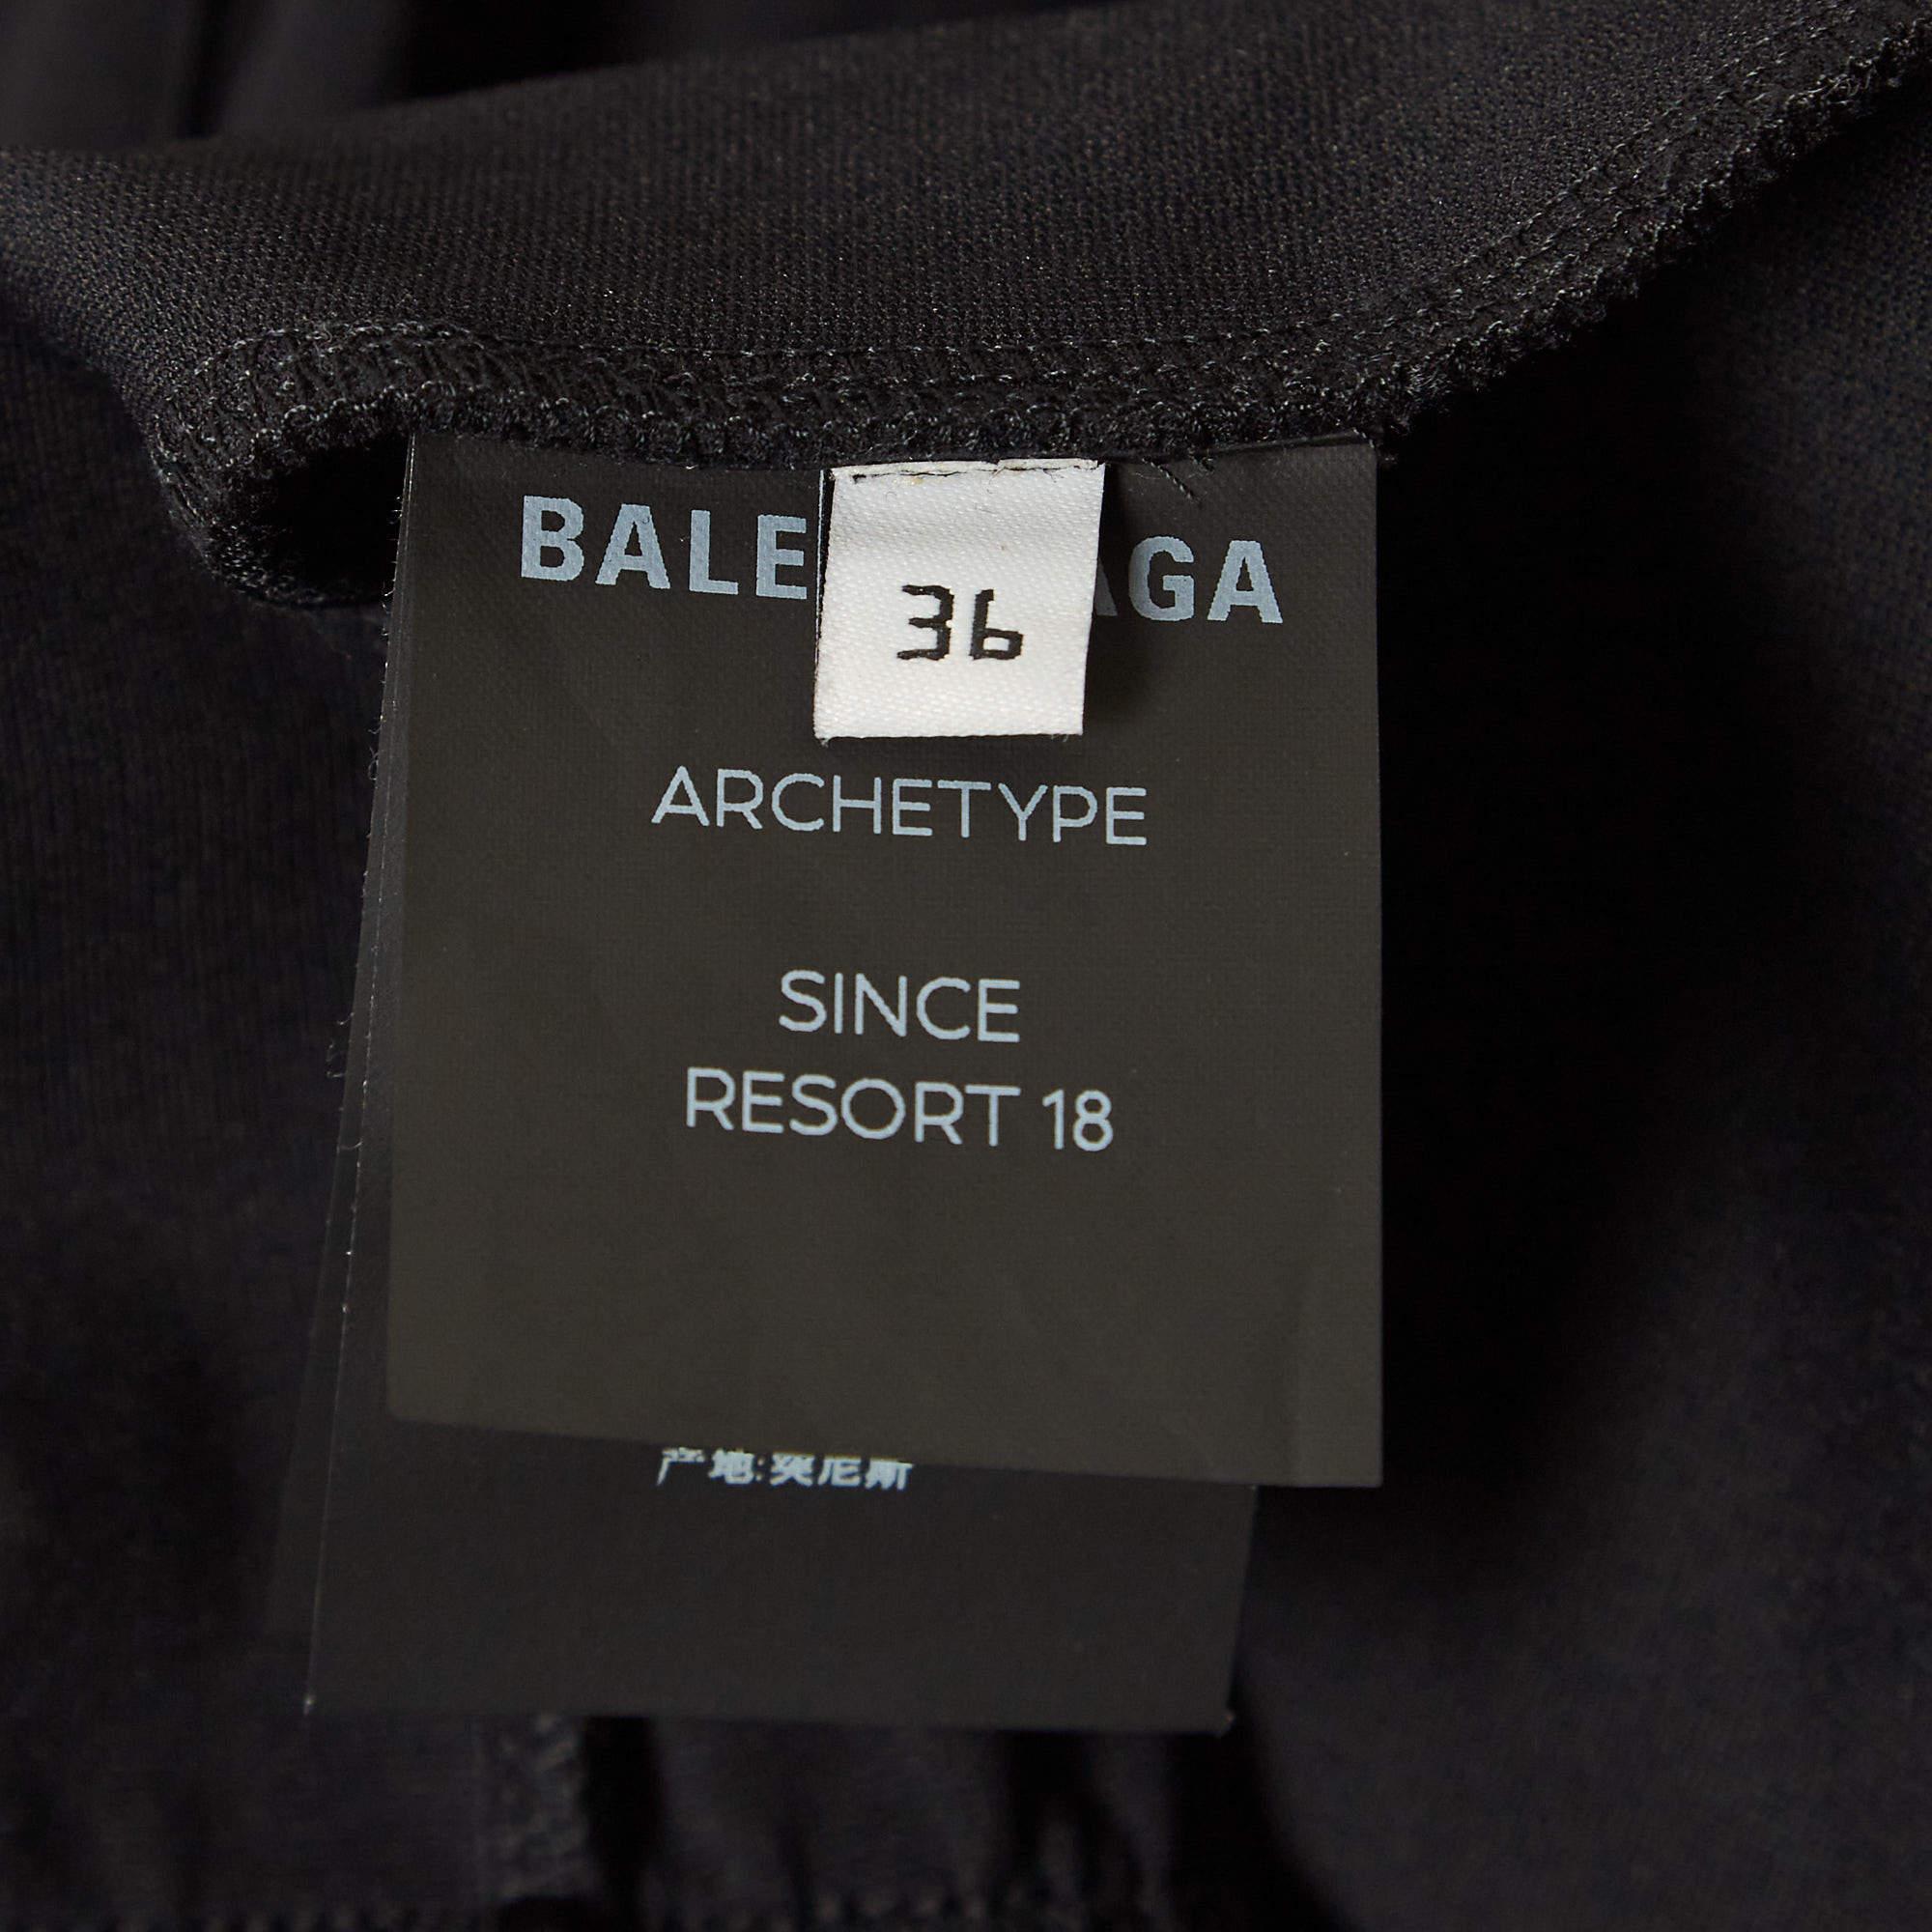 BALE AGA
36
ARCHETYPE
SINCE
RESORT 18
产地:突尼斯